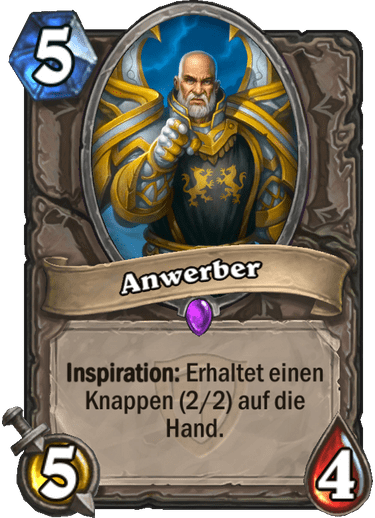 5
Anwerber
Inspiration: Erhaltet einen
Knappen (2/2) auf die
Hand.
5
4